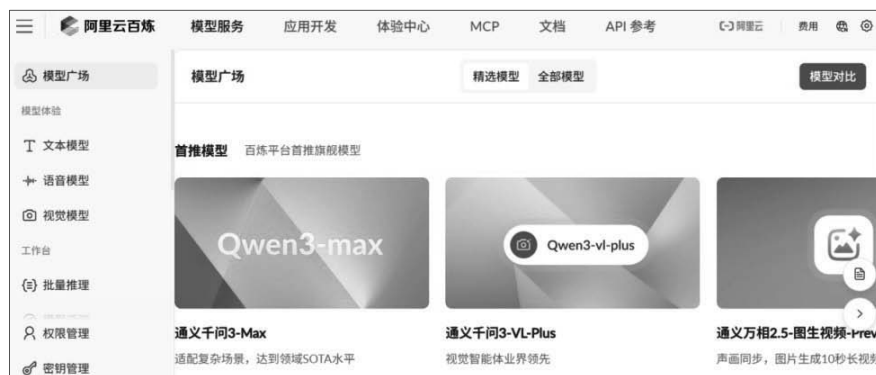 阿里云百炼 模型服务 应用开发 体验中心 MCP 文档 API 参考 阿里云 费用
模型广场
模型体验
文本模型
语音模型
视觉模型
工作台
批量推理
权限管理
密钥管理
模型广场 精选模型 全部模型 模型对比
首推模型 百炼平台首推旗舰模型
Qwen3-max
Qwen3-vl-plus
通义千问3-Max
适配复杂场景，达到领域SOTA水平
通义千问3-VL-Plus
视觉智能体业界领先
通义万相2.5-图生视频-Prev
声画同步，图片生成10秒长视频